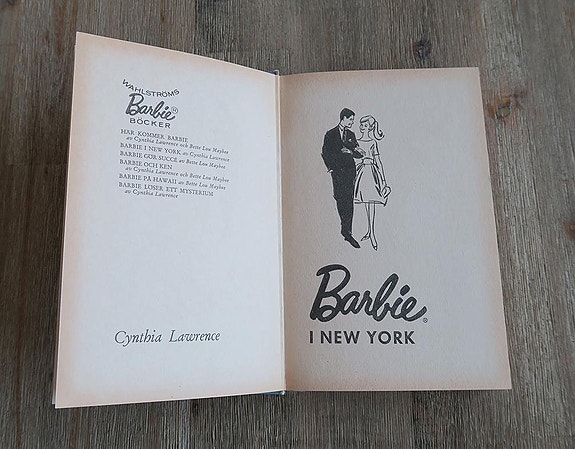 WAHLSTRÖMS
Barbie®
BÖCKER
HÄR KOMMER BARBIE
av Cynthia Lawrence och Bette Lou Maybee
BARBIE I NEW YORK av Cynthia Lawrence
BARBIE GÖR SUCCÉ av Bette Lou Maybee
BARBIE OCH KEN
av Cynthia Lawrence och Bette Lou Maybee
BARBIE PÅ HAWAII av Bette Lou Maybee
BARBIE LÖSER ETT MYSTERIUM
av Cynthia Lawrence
Cynthia Lawrence
Barbie®
I NEW YORK